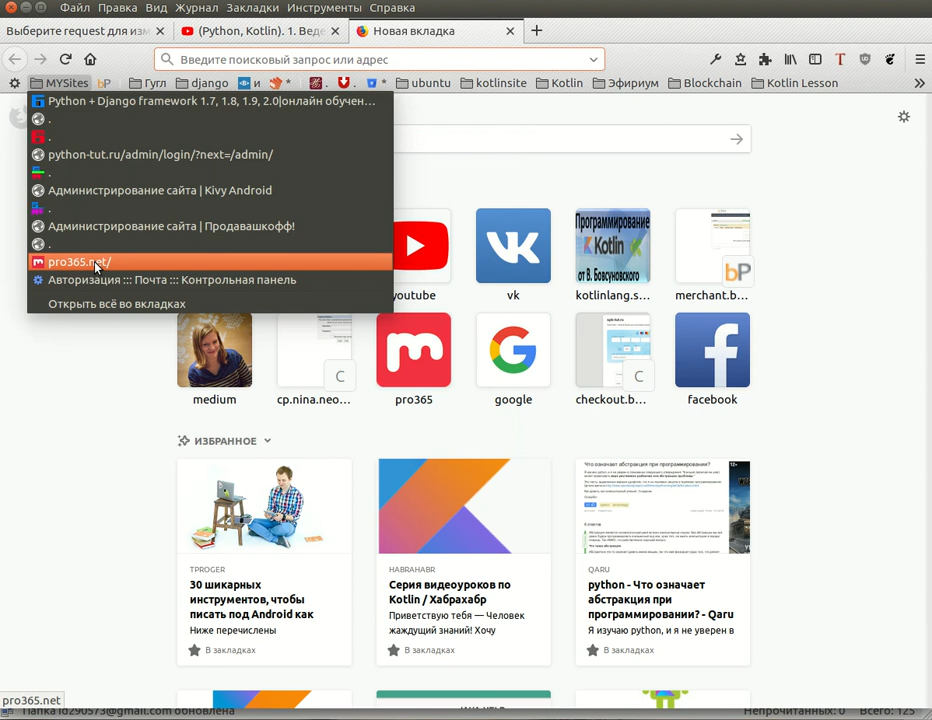 Файл Правка Вид Журнал Закладки Инструменты Справка
Выберите request для изм
(Python, Kotlin). 1. Веде
Новая вкладка
Введите поисковый запрос или адрес
MYSites
bP
Гугл
django
и
ubuntu
kotlinsite
Kotlin
Эфириум
Blockchain
Kotlin Lesson
Python + Django framework 1.7, 1.8, 1.9, 2.0|онлайн обучен...
.
.
python-tut.ru/admin/login/?next=/admin/
.
Администрирование сайта | Kivy Android
.
Администрирование сайта | Продавашкофф!
.
pro365.net/
Авторизация ::: Почта ::: Контрольная панель
Открыть всё во вкладках
Программирование
Kotlin
от В. Бовсуновского
bP
youtube
vk
kotlinlang.s...
merchant.b...
C
C
medium
cp.nina.neo...
pro365
google
checkout.b...
facebook
ИЗБРАННОЕ
Что означает абстракция при программировании?
TPROGER
30 шикарных
инструментов, чтобы
писать под Android как
Ниже перечислены
В закладках
HABRAHABR
Серия видеоуроков по
Kotlin / Хабрахабр
Приветствую тебя — Человек
жаждущий знаний! Хочу
В закладках
QARU
python - Что означает
абстракция при
программировании? - Qaru
Я изучаю python, и я не уверен в
В закладках
pro365.net
Папка id290573@gmail.com обновлена
Непрочитанных: 0
Всего: 125